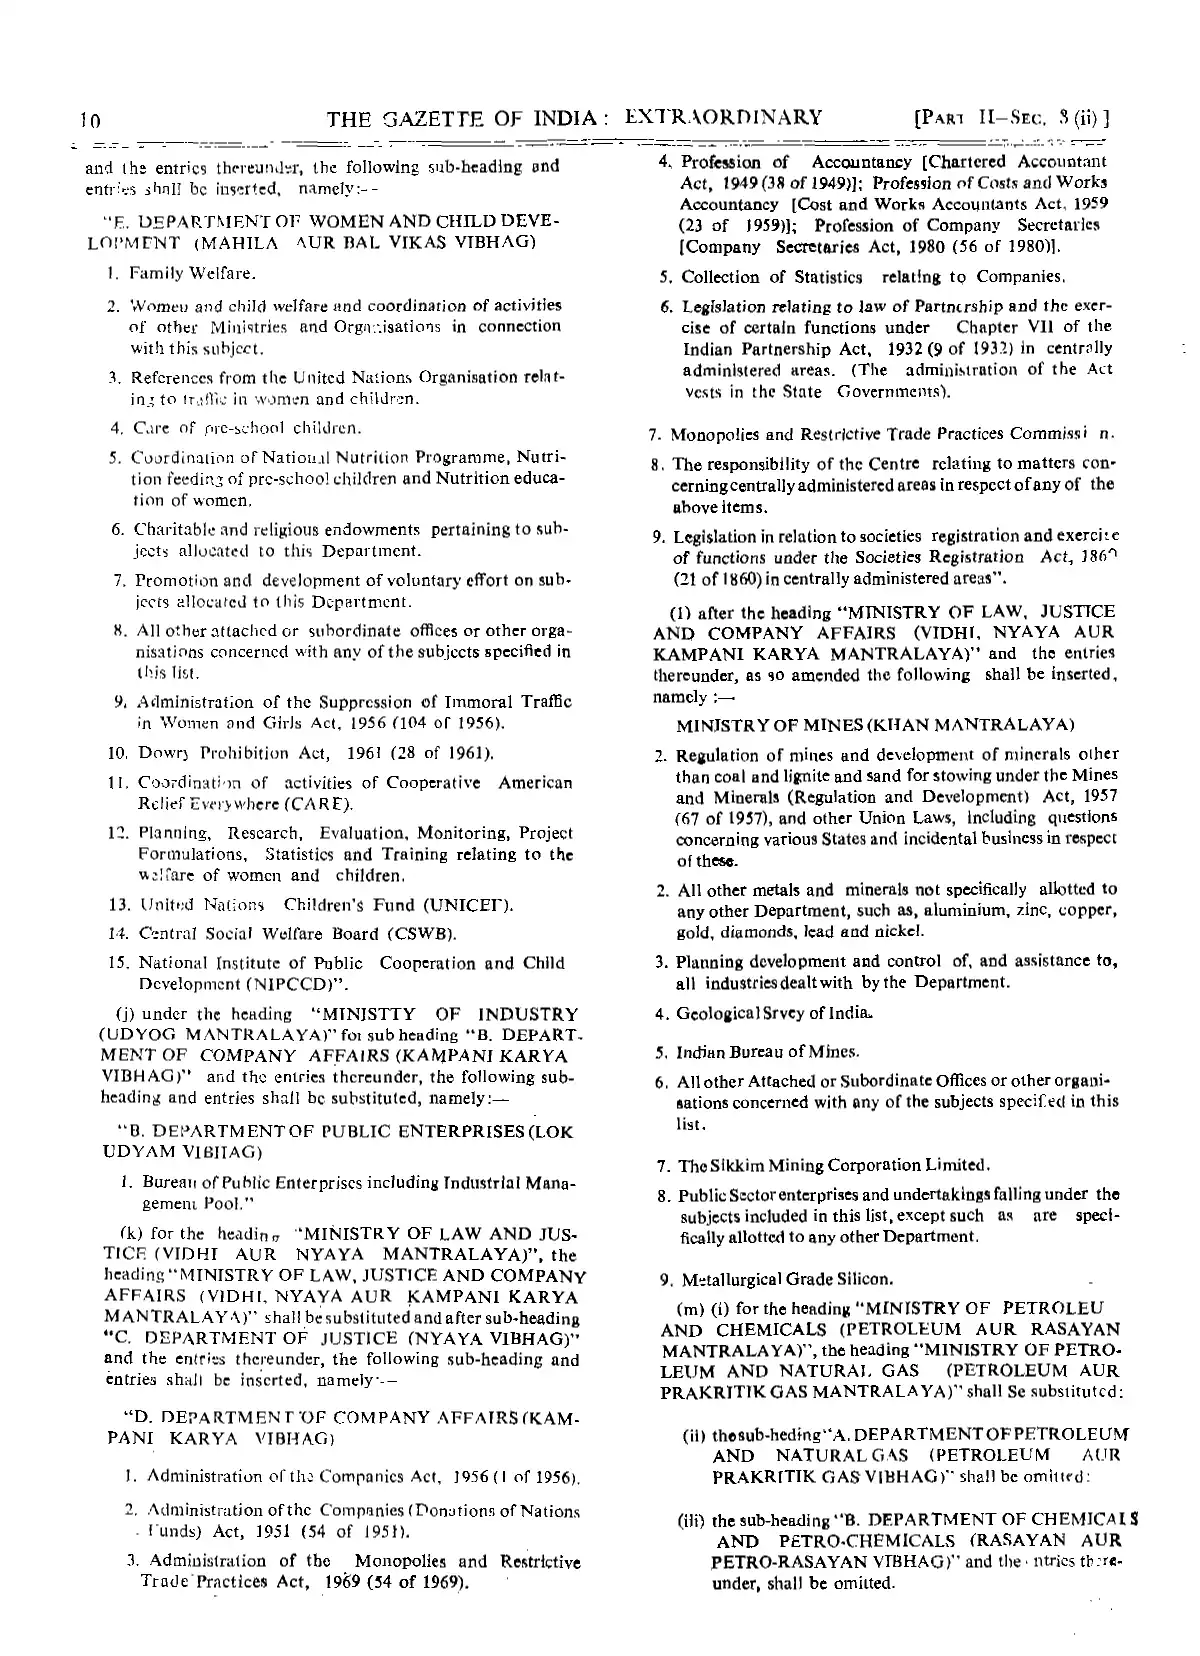 10 THE GAZETTE OF INDIA : EXTRAORDINARY [PART II—SEC. 3 (ii) ]
and the entries thereunder, the following sub-heading and
entries shall be inserted, namely:--
"E. DEPARTMENT OF WOMEN AND CHILD DEVE-
LOPMENT (MAHILA AUR BAL VIKAS VIBHAG)
1. Family Welfare.
2. Women and child welfare and coordination of activities
of other Ministries and Organisations in connection
with this subject.
3. References from the United Nations Organisation relat-
ing to traffic in women and children.
4. Care of pre-school children.
5. Coordination of National Nutrition Programme, Nutri-
tion feeding of pre-school children and Nutrition educa-
tion of women.
6. Charitable and religious endowments pertaining to sub-
jects allocated to this Department.
7. Promotion and development of voluntary effort on sub-
jects allocated to this Department.
8. All other attached or subordinate offices or other orga-
nisations concerned with any of the subjects specified in
this list.
9. Administration of the Suppression of Immoral Traffic
in Women and Girls Act, 1956 (104 of 1956).
10. Dowry Prohibition Act, 1961 (28 of 1961).
11. Coordination of activities of Cooperative American
Relief Everywhere (CARE).
12. Planning, Research, Evaluation, Monitoring, Project
Formulations, Statistics and Training relating to the
welfare of women and children.
13. United Nations Children's Fund (UNICEF).
14. Central Social Welfare Board (CSWB).
15. National Institute of Public Cooperation and Child
Development (NIPCCD)".
(j) under the heading "MINJSTTY OF INDUSTRY
(UDYOG MANTRALAYA)" for sub heading "B. DEPART-
MENT OF COMPANY AFFAIRS (KAMPANI KARYA
VIBHAG)" and the entries thereunder, the following sub-
heading and entries shall be substituted, namely:—
"B. DEPARTMENT OF PUBLIC ENTERPRISES (LOK
UDYAM VIBHAG)
1. Bureau of Public Enterprises including Industrial Mana-
gement Pool."
(k) for the heading "MINISTRY OF LAW AND JUS-
TICE (VIDHI AUR NYAYA MANTRALAYA)", the
heading "MINISTRY OF LAW, JUSTICE AND COMPANY
AFFAIRS (VIDHI, NYAYA AUR KAMPANI KARYA
MANTRALAYA)" shall be substituted and after sub-heading
"C. DEPARTMENT OF JUSTICE (NYAYA VIBHAG)"
and the entries thereunder, the following sub-heading and
entries shall be inserted, namely:--
"D. DEPARTMENT OF COMPANY AFFAIRS (KAM-
PANI KARYA VIBHAG)
1. Administration of the Companies Act, 1956 (1 of 1956).
2. Administration of the Companies (Donations of Nations
Funds) Act, 1951 (54 of 1951).
3. Administration of the Monopolies and Restrictive
Trade Practices Act, 1969 (54 of 1969).
4. Profession of Accountancy [Chartered Accountant
Act, 1949 (38 of 1949)]; Profession of Costs and Works
Accountancy [Cost and Works Accountants Act, 1959
(23 of 1959)]; Profession of Company Secretaries
[Company Secretaries Act, 1980 (56 of 1980)].
5. Collection of Statistics relating to Companies.
6. Legislation relating to law of Partnership and the exer-
cise of certain functions under Chapter VII of the
Indian Partnership Act, 1932 (9 of 1932) in centrally
administered areas. (The administration of the Act
vests in the State Governments).
7. Monopolies and Restrictive Trade Practices Commissi n.
8. The responsibility of the Centre relating to matters con-
cerning centrally administered areas in respect of any of the
above items.
9. Legislation in relation to societies registration and exercise
of functions under the Societies Registration Act, 1860
(21 of 1860) in centrally administered areas".
(1) after the heading "MINISTRY OF LAW, JUSTICE
AND COMPANY AFFAIRS (VIDHI, NYAYA AUR
KAMPANI KARYA MANTRALAYA)" and the entries
thereunder, as so amended the following shall be inserted,
namely :—
MINISTRY OF MINES (KHAN MANTRALAYA)
2. Regulation of mines and development of minerals other
than coal and lignite and sand for stowing under the Mines
and Minerals (Regulation and Development) Act, 1957
(67 of 1957), and other Union Laws, including questions
concerning various States and incidental business in respect
of these.
2. All other metals and minerals not specifically allotted to
any other Department, such as, aluminium, zinc, copper,
gold, diamonds, lead and nickel.
3. Planning development and control of, and assistance to,
all industries dealt with by the Department.
4. Geological Srvey of India.
5. Indian Bureau of Mines.
6. All other Attached or Subordinate Offices or other organi-
sations concerned with any of the subjects specified in this
list.
7. The Sikkim Mining Corporation Limited.
8. Public Sector enterprises and undertakings falling under the
subjects included in this list, except such as are speci-
fically allotted to any other Department.
9. Metallurgical Grade Silicon.
(m) (i) for the heading "MINISTRY OF PETROLEU
AND CHEMICALS (PETROLEUM AUR RASAYAN
MANTRALAYA)", the heading "MINISTRY OF PETRO-
LEUM AND NATURAL GAS (PETROLEUM AUR
PRAKRITIK GAS MANTRALAYA)" shall Se substituted:
(ii) the sub-heding "A. DEPARTMENT OF PETROLEUM
AND NATURAL GAS (PETROLEUM AUR
PRAKRITIK GAS VIBHAG)" shall be omitted:
(iii) the sub-heading "B. DEPARTMENT OF CHEMICALS
AND PETRO-CHEMICALS (RASAYAN AUR
PETRO-RASAYAN VIBHAG)" and the entries there-
under, shall be omitted.